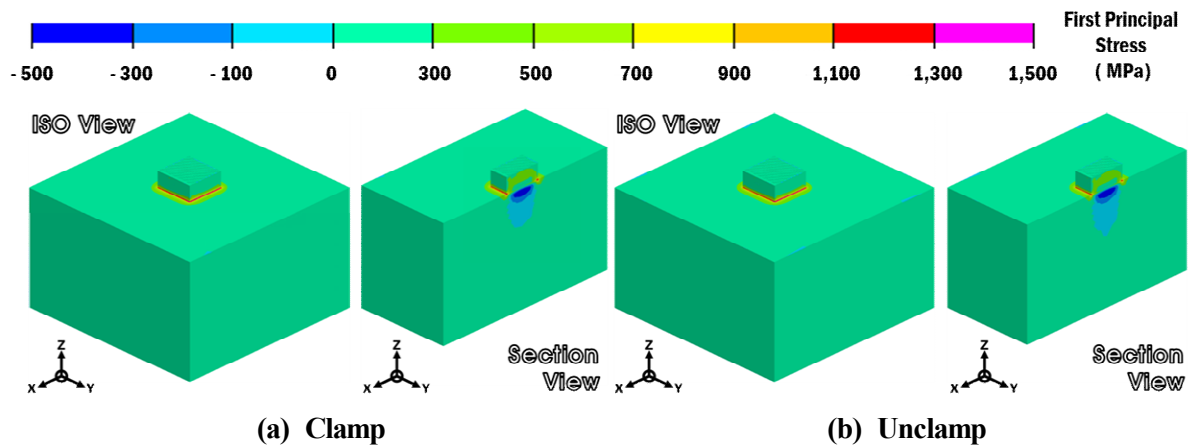 First Principal
Stress
( MPa)
- 500 - 300 - 100 0 300 500 700 900 1,100 1,300 1,500
ISO View
ISO View
Z
X Y
Z
X Y
Section
View
Z
X Y
Z
X Y
Section
View
(a) Clamp
(b) Unclamp